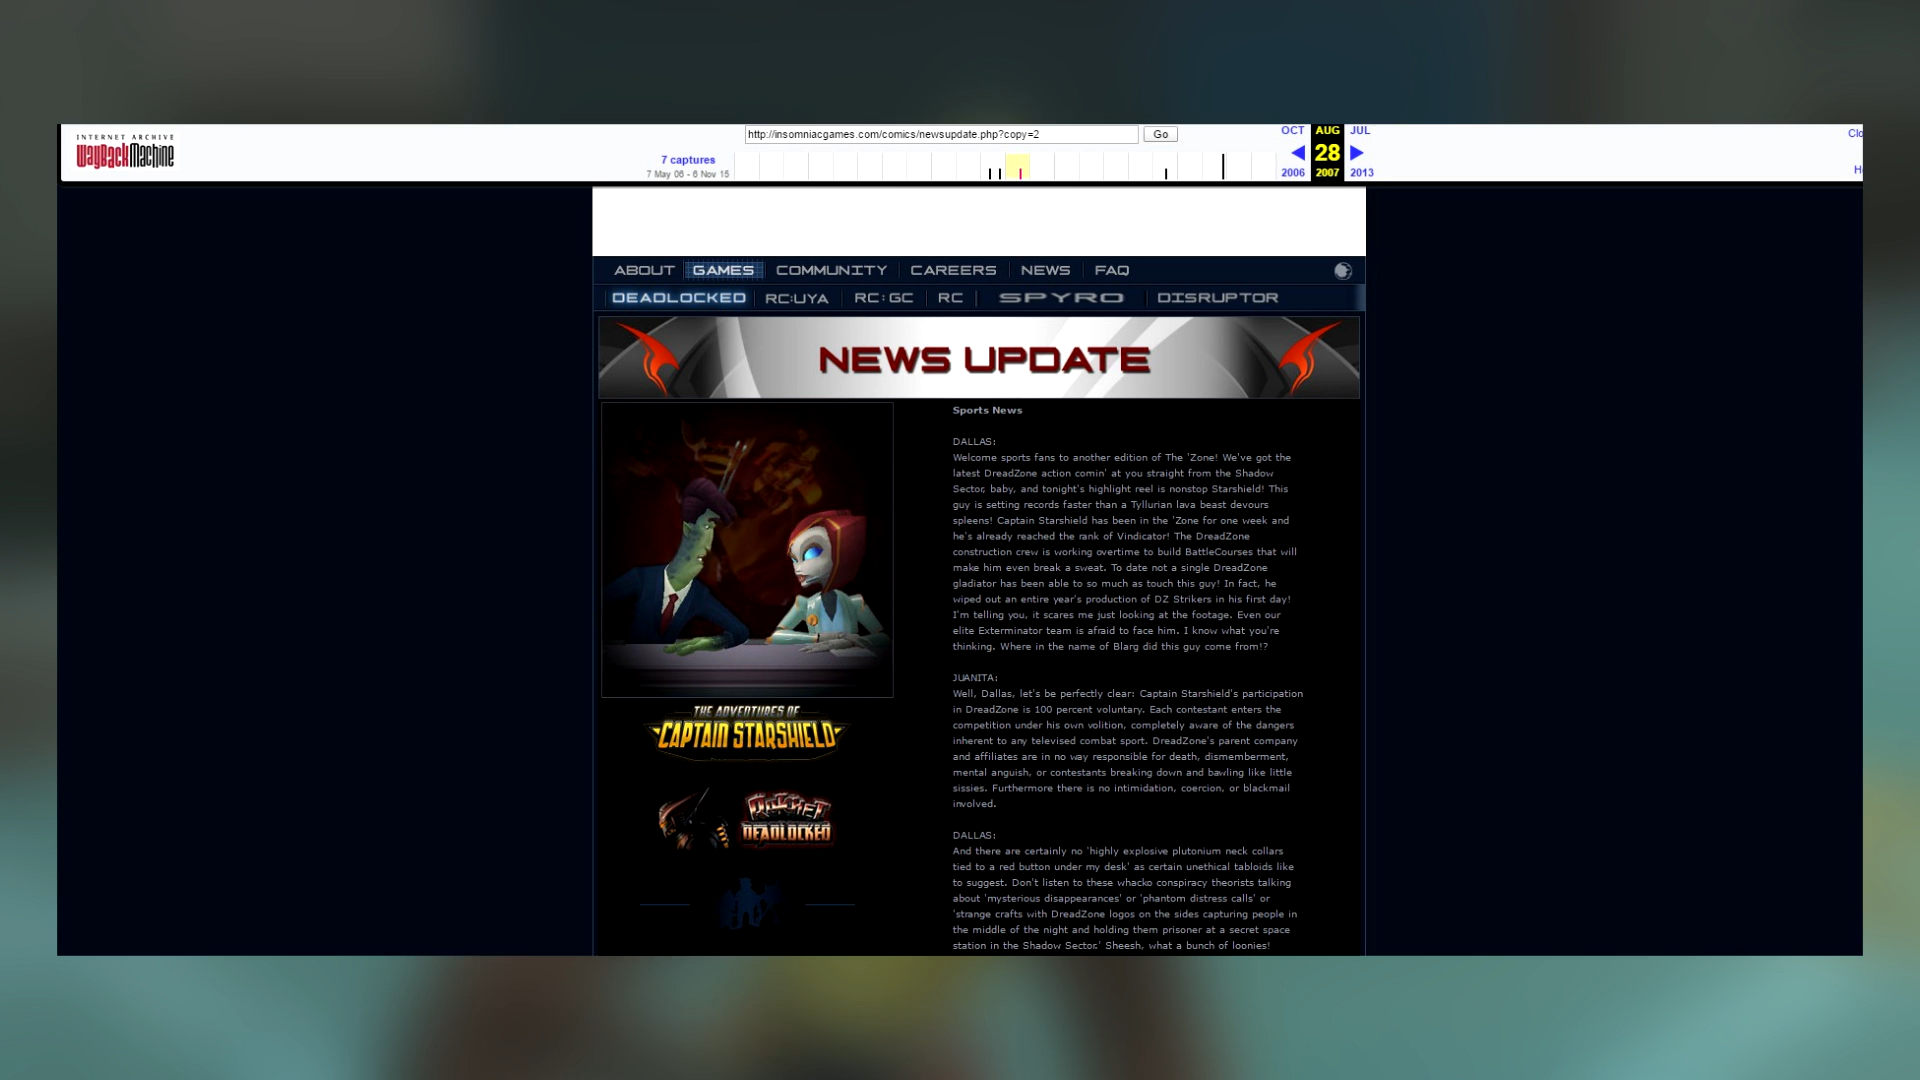 INTERNET ARCHIVE
WayBackMachine
http://insomniacgames.com/comics/newsupdate.php?copy=2
Go
7 captures
7 May 06 - 6 Nov 15
OCT AUG JUL
28
2006 2007 2013
Clo
H
ABOUT GAMES COMMUNITY CAREERS NEWS FAQ
DEADLOCKED RC:UYA RC:GC RC SPYRO DISRUPTOR
NEWS UPDATE
Sports News
DALLAS:
Welcome sports fans to another edition of The 'Zone! We've got the
latest DreadZone action comin' at you straight from the Shadow
Sector, baby, and tonight's highlight reel is nonstop Starshield! This
guy is setting records faster than a Tyllurian lava beast devours
spleens! Captain Starshield has been in the 'Zone for one week and
he's already reached the rank of Vindicator! The DreadZone
construction crew is working overtime to build BattleCourses that will
make him even break a sweat. To date not a single DreadZone
gladiator has been able to so much as touch this guy! In fact, he
wiped out an entire year's production of DZ Strikers in his first day!
I'm telling you, it scares me just looking at the footage. Even our
elite Exterminator team is afraid to face him. I know what you're
thinking. Where in the name of Blarg did this guy come from!?
JUANITA:
Well, Dallas, let's be perfectly clear: Captain Starshield's participation
in DreadZone is 100 percent voluntary. Each contestant enters the
competition under his own volition, completely aware of the dangers
inherent to any televised combat sport. DreadZone's parent company
and affiliates are in no way responsible for death, dismemberment,
mental anguish, or contestants breaking down and bawling like little
sissies. Furthermore there is no intimidation, coercion, or blackmail
involved.
DALLAS:
And there are certainly no 'highly explosive plutonium neck collars
tied to a red button under my desk' as certain unethical tabloids like
to suggest. Don't listen to these whacko conspiracy theorists talking
about 'mysterious disappearances' or 'phantom distress calls' or
'strange crafts with DreadZone logos on the sides capturing people in
the middle of the night and holding them prisoner at a secret space
station in the Shadow Sector.' Sheesh, what a bunch of loonies!
THE ADVENTURES OF
CAPTAIN STARSHIELD
RATCHET
DEADLOCKED